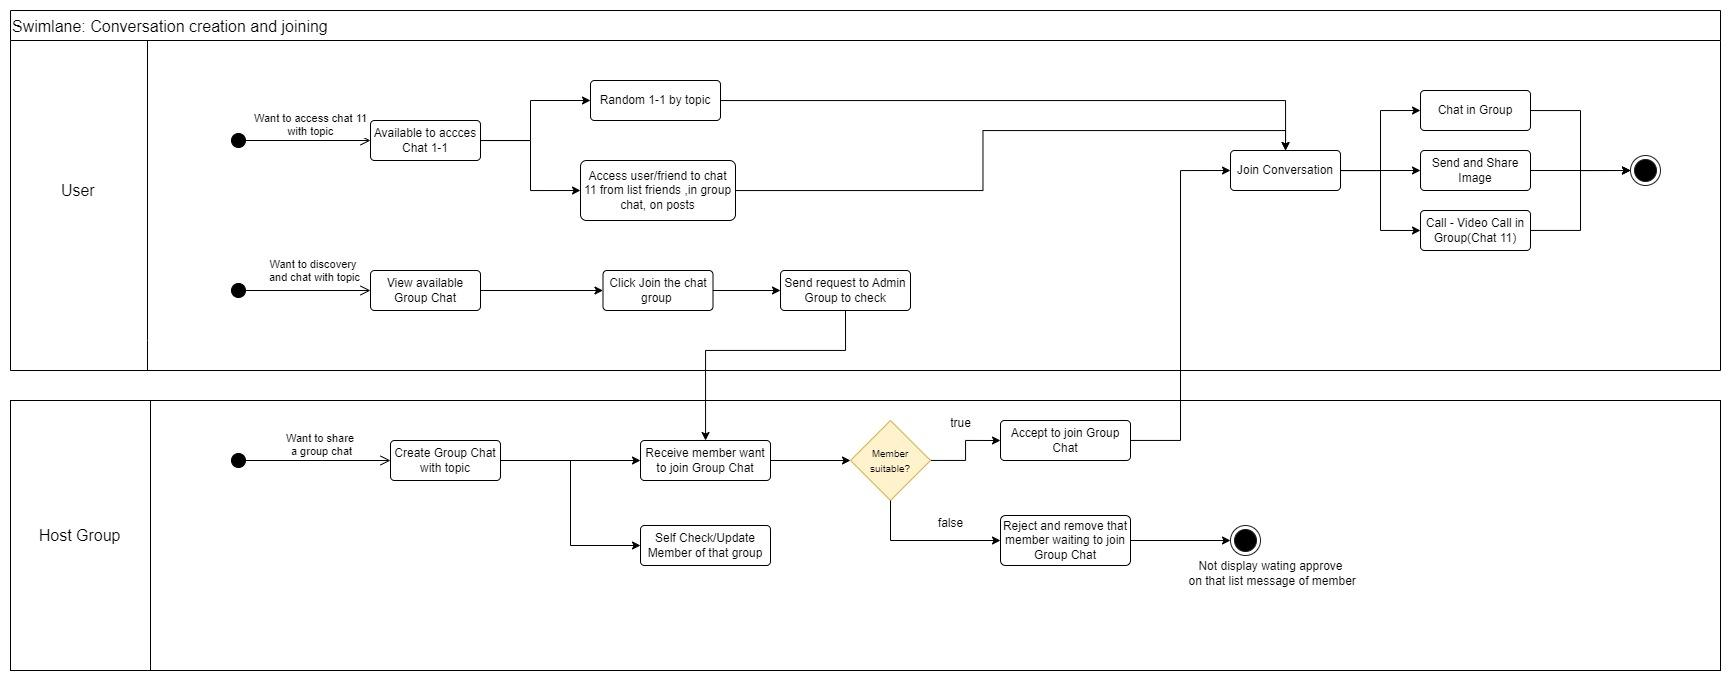 Swimlane: Conversation creation and joining
User
Want to access chat 11
with topic
Available to accces
Chat 1-1
Random 1-1 by topic
Access user/friend to chat
11 from list friends ,in group
chat, on posts
Join Conversation
Chat in Group
Send and Share
Image
Call - Video Call in
Group(Chat 11)
Want to discovery
and chat with topic
View available
Group Chat
Click Join the chat
group
Send request to Admin
Group to check
Host Group
Want to share
a group chat
Create Group Chat
with topic
Receive member want
to join Group Chat
Self Check/Update
Member of that group
Member
suitable?
true
Accept to join Group
Chat
false
Reject and remove that
member waiting to join
Group Chat
Not display wating approve
on that list message of member